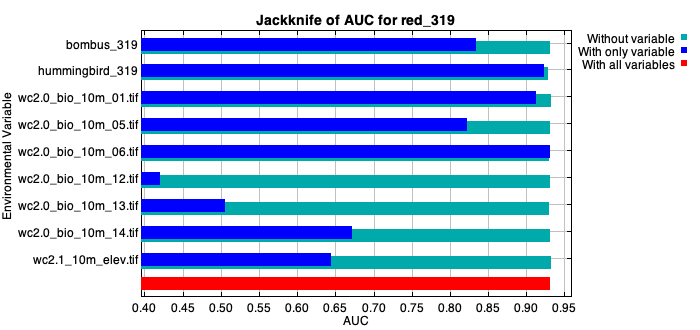 Jackknife of AUC for red_319
Without variable
With only variable
With all variables
Environmental Variable
bombus_319
hummingbird_319
wc2.0_bio_10m_01.tif
wc2.0_bio_10m_05.tif
wc2.0_bio_10m_06.tif
wc2.0_bio_10m_12.tif
wc2.0_bio_10m_13.tif
wc2.0_bio_10m_14.tif
wc2.1_10m_elev.tif
0.40 0.45 0.50 0.55 0.60 0.65 0.70 0.75 0.80 0.85 0.90 0.95
AUC